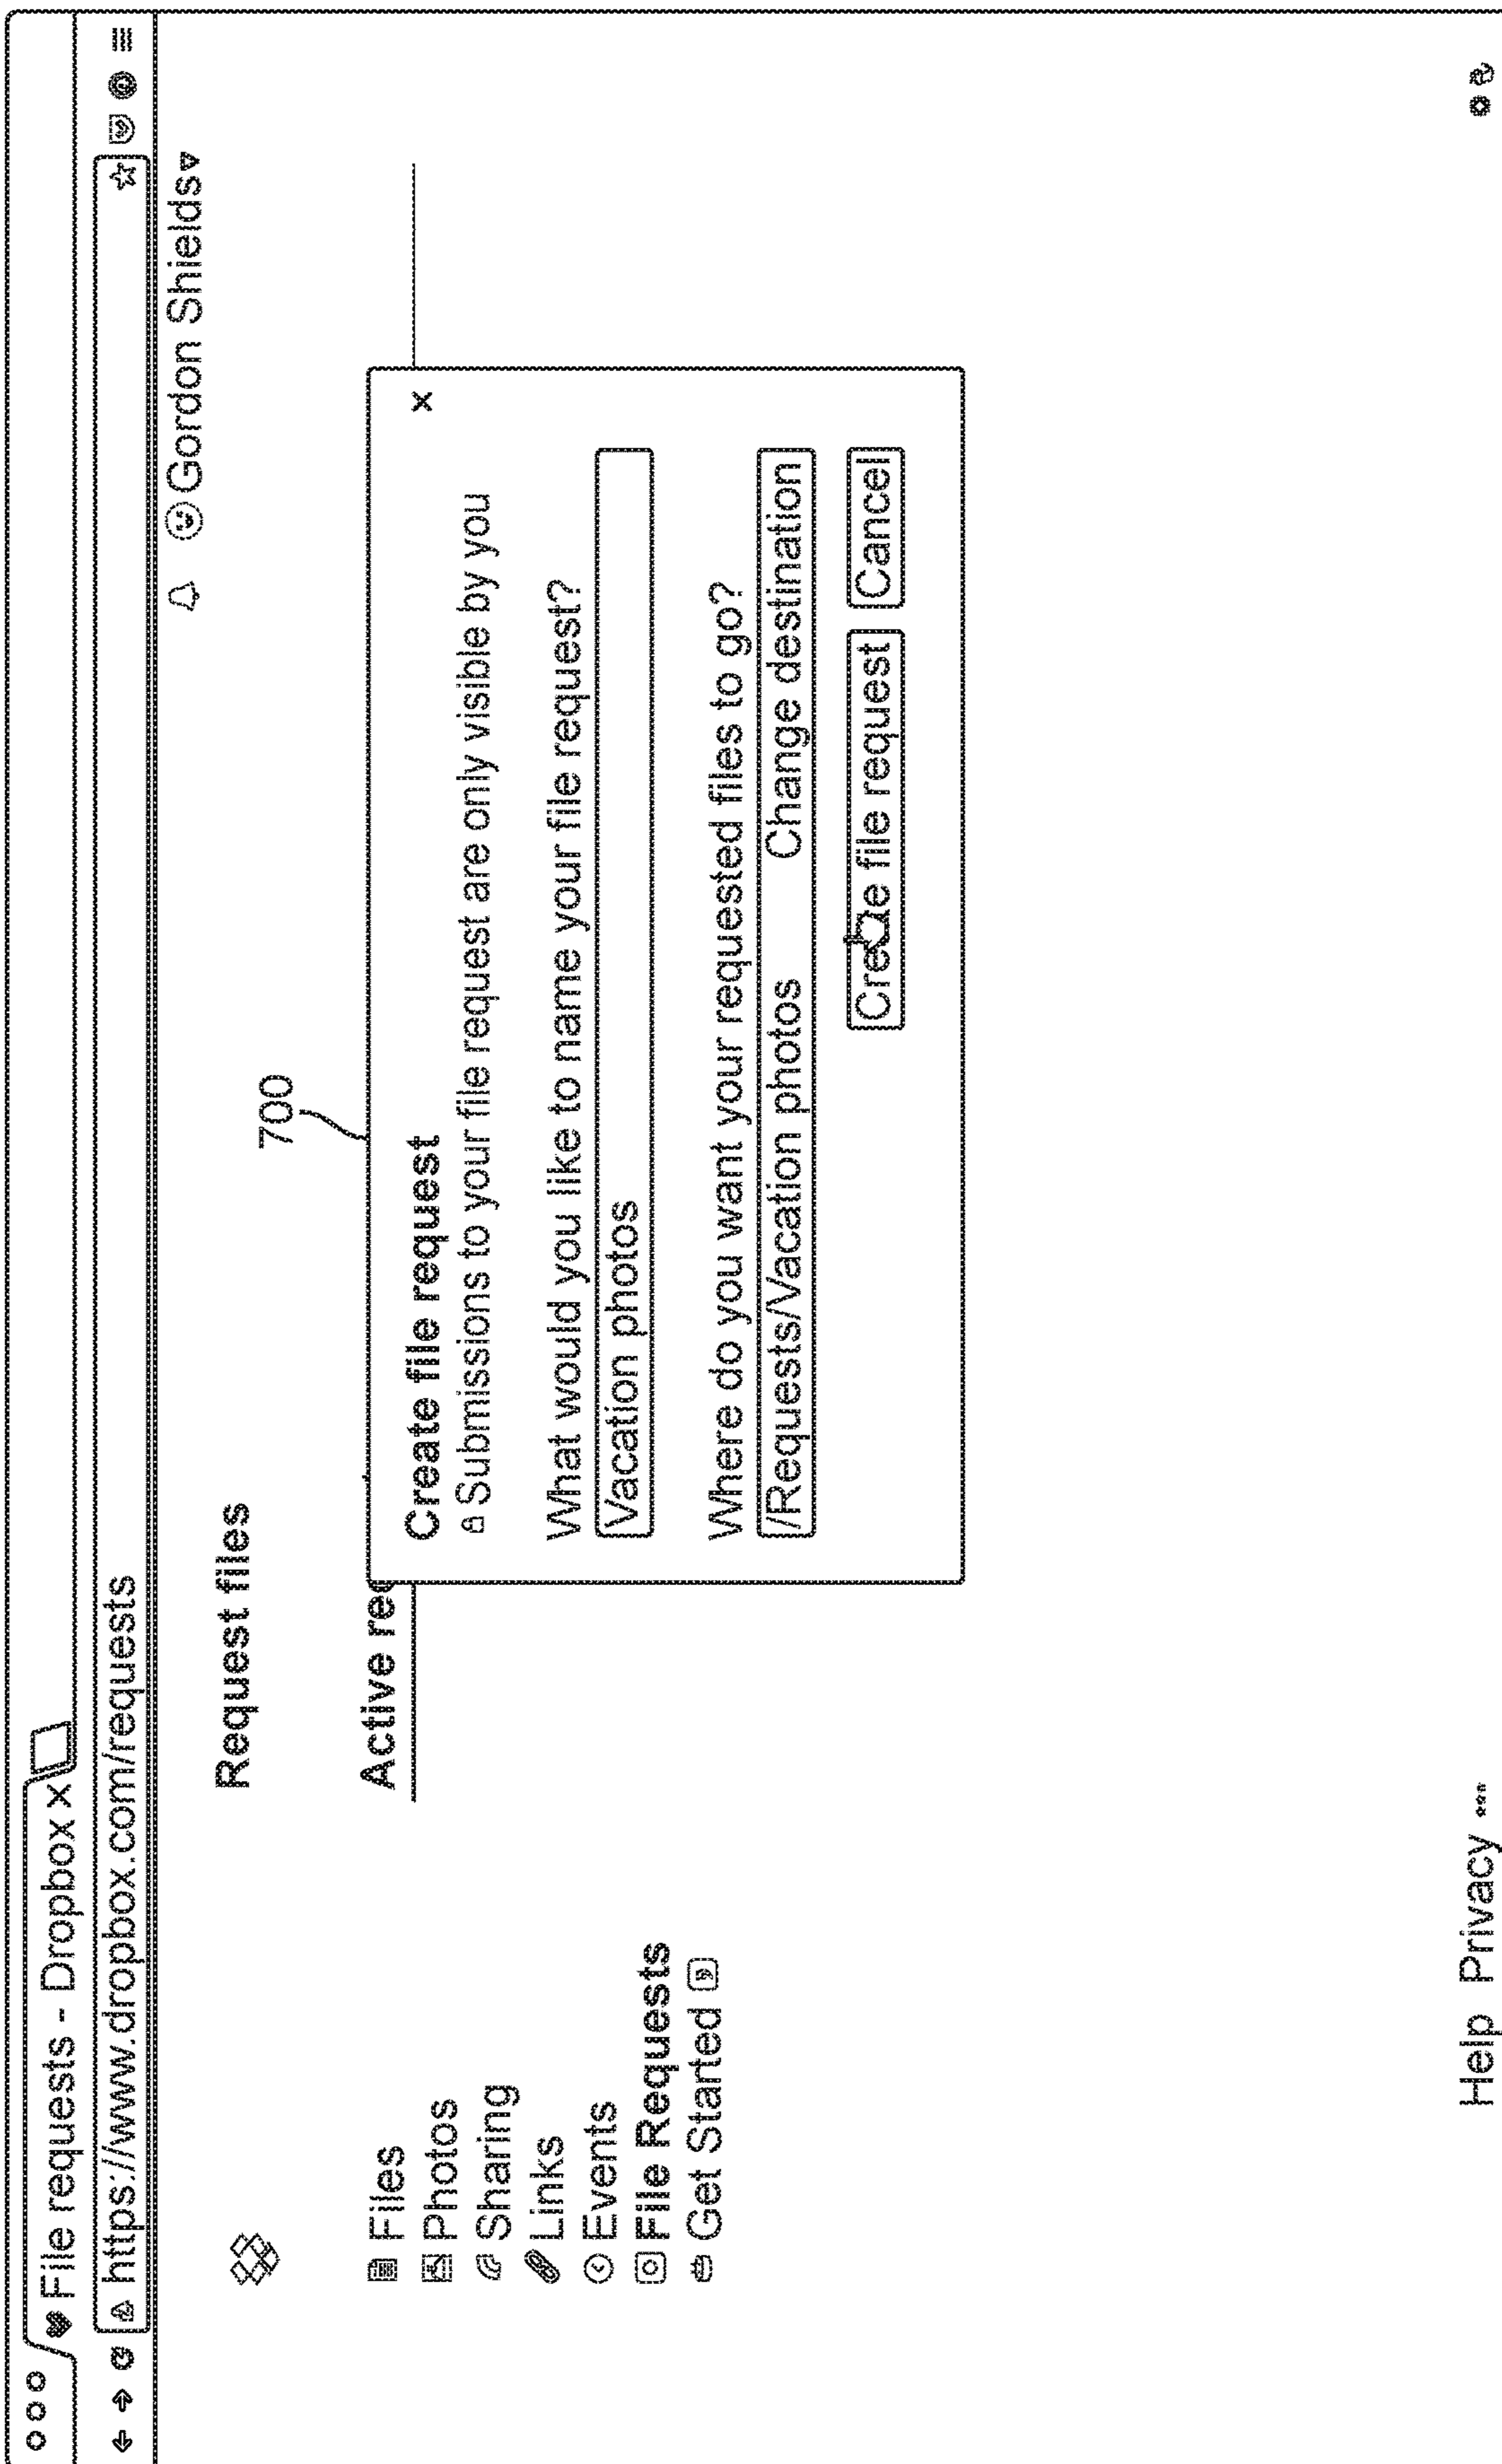 File requests - Dropbox x
https://www.dropbox.com/requests
Gordon Shields
Request files
700
Active req
Create file request
x
Submissions to your file request are only visible by you
What would you like to name your file request?
Vacation photos
Where do you want your requested files to go?
/Requests/Vacation photos Change destination
Create file request Cancel
Files
Photos
Sharing
Links
Events
File Requests
Get Started
Help Privacy •••